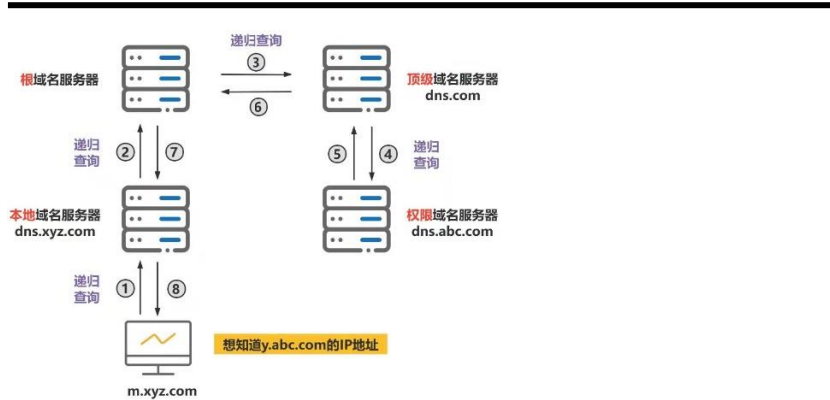 递归查询
③
根域名服务器
顶级域名服务器
dns.com
⑥
递归
查询
②
⑦
⑤
④
递归
查询
本地域名服务器
dns.xyz.com
权限域名服务器
dns.abc.com
递归
查询
①
⑧
想知道y.abc.com的IP地址
m.xyz.com